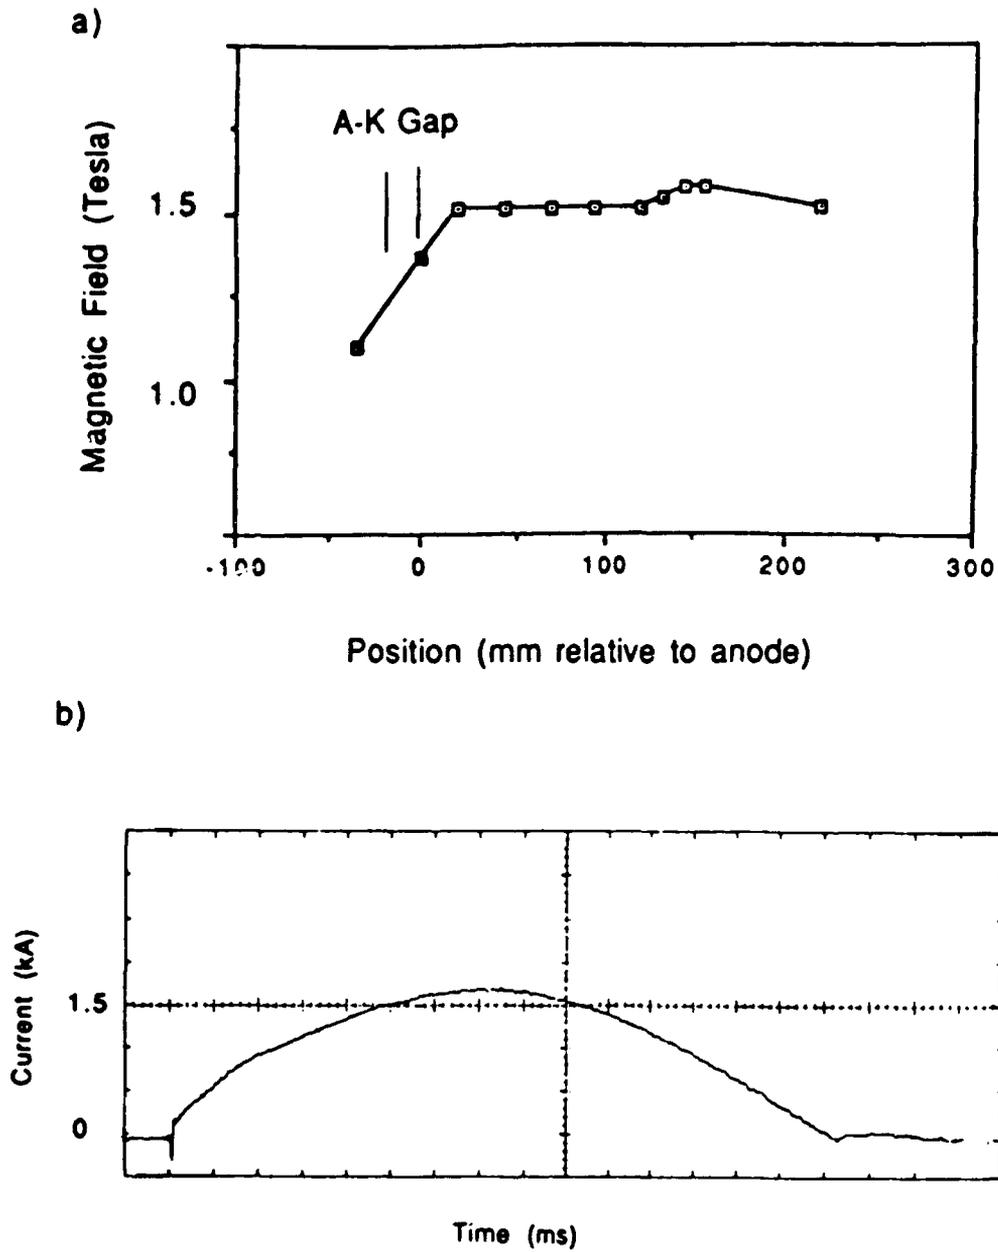 a)
A-K Gap
Magnetic Field (Tesla)
1.5
1.0
-100 0 100 200 300
Position (mm relative to anode)
b)
Current (kA)
1.5
0
Time (ms)